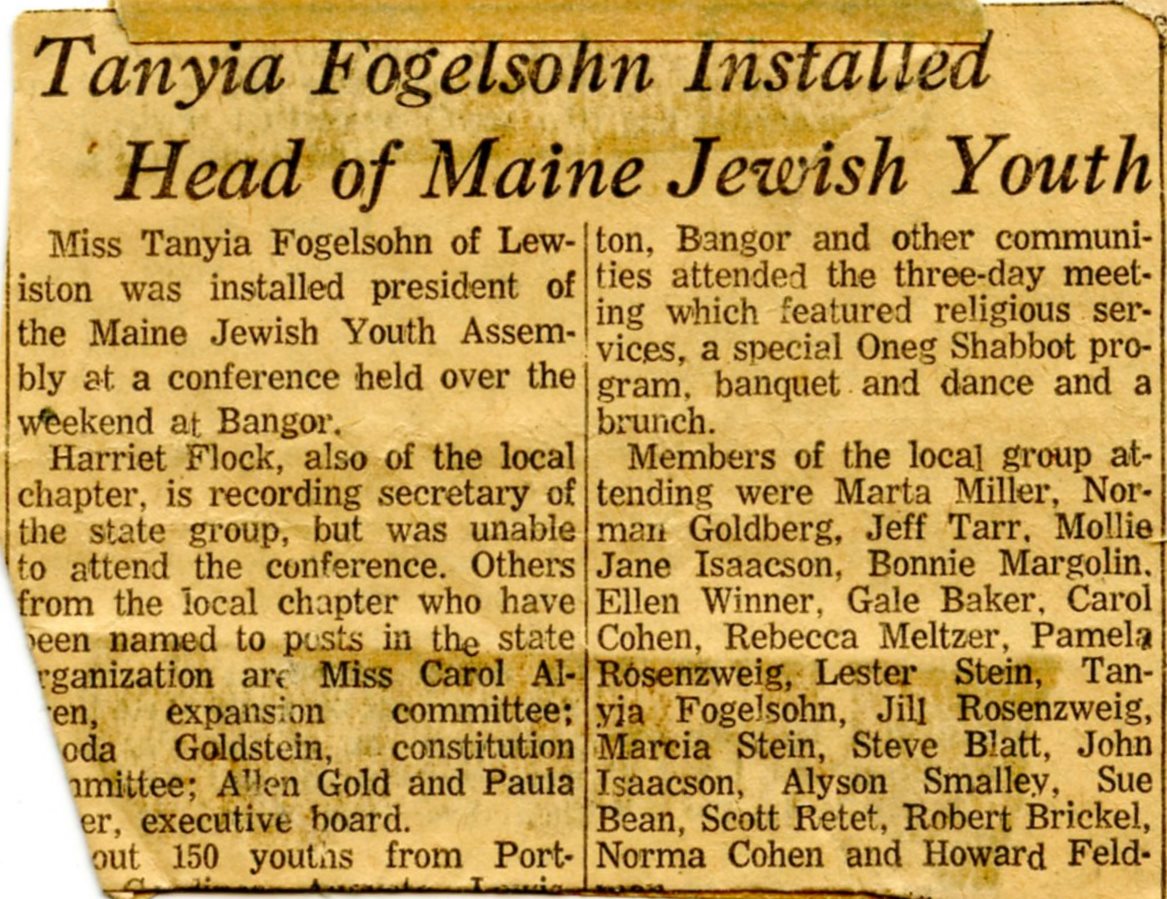 Tanyia Fogelsohn Installed
Head of Maine Jewish Youth
Miss Tanyia Fogelsohn of Lew-
iston was installed president of
the Maine Jewish Youth Assem-
bly at a conference held over the
weekend at Bangor.
Harriet Flock, also of the local
chapter, is recording secretary of
the state group, but was unable
to attend the conference. Others
from the local chapter who have
been named to posts in the state
rganization are Miss Carol Al-
en, expansion committee;
oda Goldstein, constitution
mmittee; Allen Gold and Paula
er, executive board.
out 150 youths from Port-
ton, Bangor and other communi-
ties attended the three-day meet-
ing which featured religious ser-
vices, a special Oneg Shabbot pro-
gram, banquet and dance and a
brunch.
Members of the local group at-
tending were Marta Miller, Nor-
man Goldberg, Jeff Tarr, Mollie
Jane Isaacson, Bonnie Margolin,
Ellen Winner, Gale Baker, Carol
Cohen, Rebecca Meltzer, Pamela
Rosenzweig, Lester Stein, Tan-
yia Fogelsohn, Jill Rosenzweig,
Marcia Stein, Steve Blatt, John
Isaacson, Alyson Smalley, Sue
Bean, Scott Retet, Robert Brickel,
Norma Cohen and Howard Feld-